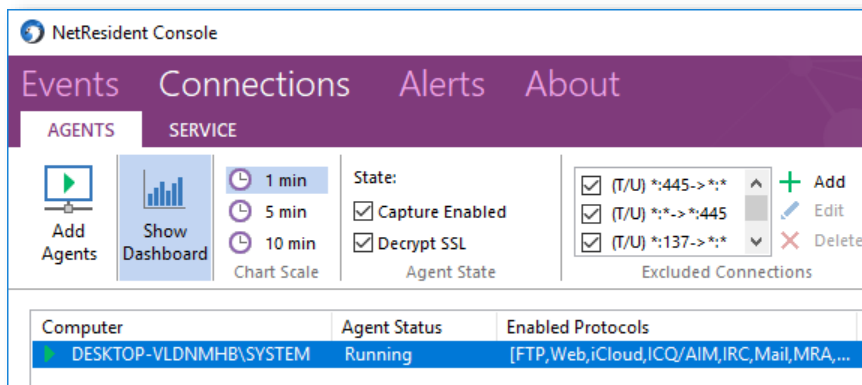 NetResident Console
Events Connections Alerts About
AGENTS SERVICE
Add Agents
Show Dashboard
1 min
5 min
10 min
Chart Scale
State:
Capture Enabled
Decrypt SSL
Agent State
(T/U) *:445->*:*
(T/U) *:*->*:445
(T/U) *:137->*:*
Add
Edit
Delete
Excluded Connections
Computer Agent Status Enabled Protocols
DESKTOP-VLDNMHB\SYSTEM Running [FTP,Web,iCloud,ICQ/AIM,IRC,Mail,MRA,...